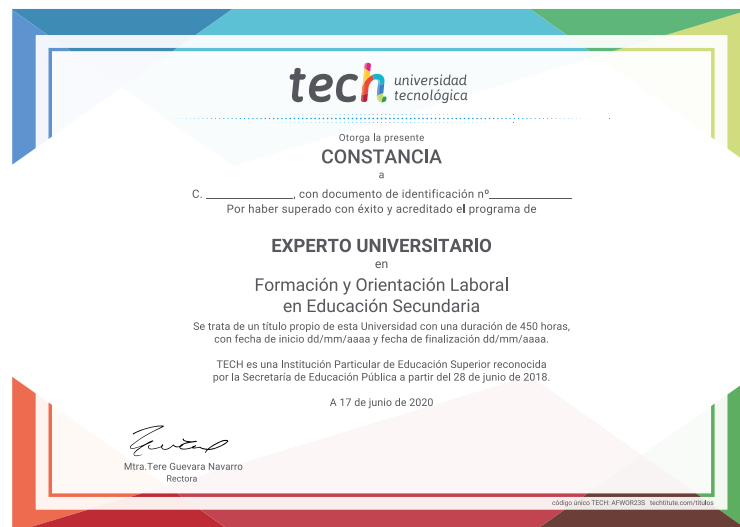 tech universidad
tecnológica
Otorga la presente
CONSTANCIA
a
C. ________________, con documento de identificación nº_______________
Por haber superado con éxito y acreditado el programa de
EXPERTO UNIVERSITARIO
en
Formación y Orientación Laboral
en Educación Secundaria
Se trata de un título propio de esta Universidad con una duración de 450 horas,
con fecha de inicio dd/mm/aaaa y fecha de finalización dd/mm/aaaa.
TECH es una Institución Particular de Educación Superior reconocida
por la Secretaría de Educación Pública a partir del 28 de junio de 2018.
A 17 de junio de 2020
Mtra.Tere Guevara Navarro
Rectora
código único TECH: AFWOR23S techtitute.com/titulos